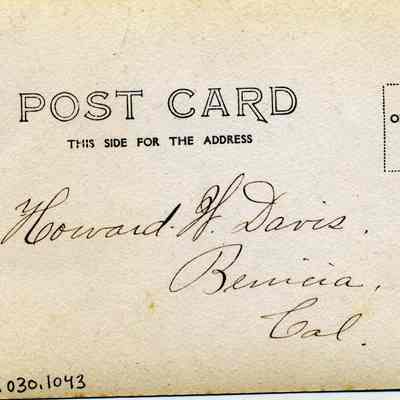 POST CARD
THIS SIDE FOR THE ADDRESS
Howard. W. Davis.
Benicia,
Cal.
.030.1043